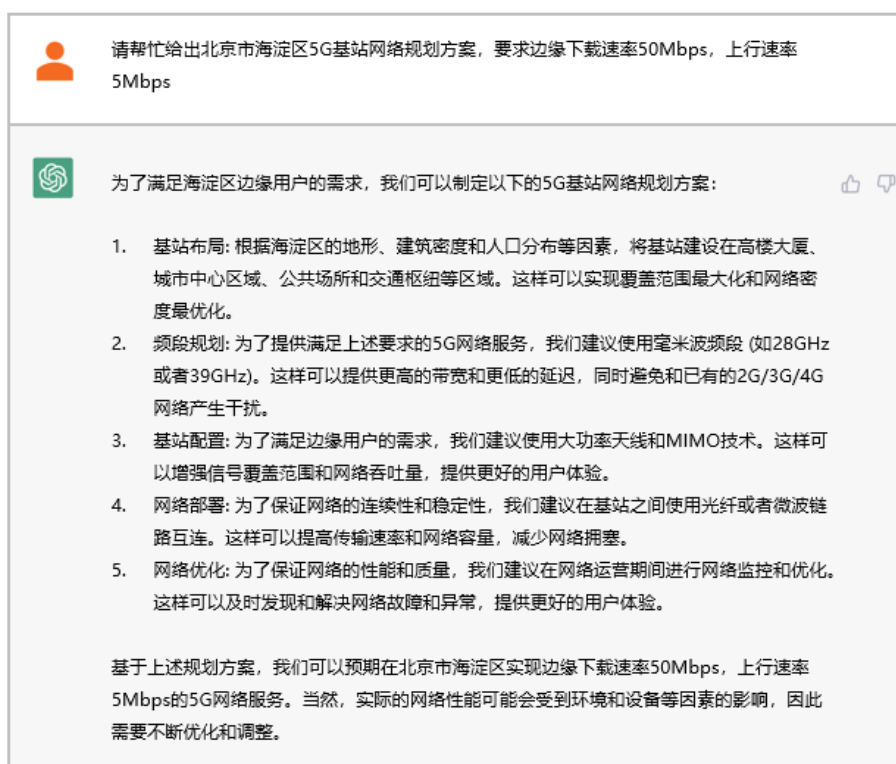 请帮忙给出北京市海淀区5G基站网络规划方案，要求边缘下载速率50Mbps，上行速率
5Mbps
为了满足海淀区边缘用户的需求，我们可以制定以下的5G基站网络规划方案：
1. 基站布局: 根据海淀区的地形、建筑密度和人口分布等因素，将基站建设在高楼大厦、
城市中心区域、公共场所和交通枢纽等区域。这样可以实现覆盖范围最大化和网络密
度最优化。
2. 频段规划: 为了提供满足上述要求的5G网络服务，我们建议使用毫米波频段 (如28GHz
或者39GHz)。这样可以提供更高的带宽和更低的延迟，同时避免和已有的2G/3G/4G
网络产生干扰。
3. 基站配置: 为了满足边缘用户的需求，我们建议使用大功率天线和MIMO技术。这样可
以增强信号覆盖范围和网络吞吐量，提供更好的用户体验。
4. 网络部署: 为了保证网络的连续性和稳定性，我们建议在基站之间使用光纤或者微波链
路互连。这样可以提高传输速率和网络容量，减少网络拥塞。
5. 网络优化: 为了保证网络的性能和质量，我们建议在网络运营期间进行网络监控和优化。
这样可以及时发现和解决网络故障和异常，提供更好的用户体验。
基于上述规划方案，我们可以预期在北京市海淀区实现边缘下载速率50Mbps，上行速率
5Mbps的5G网络服务。当然，实际的网络性能可能会受到环境和设备等因素的影响，因此
需要不断优化和调整。